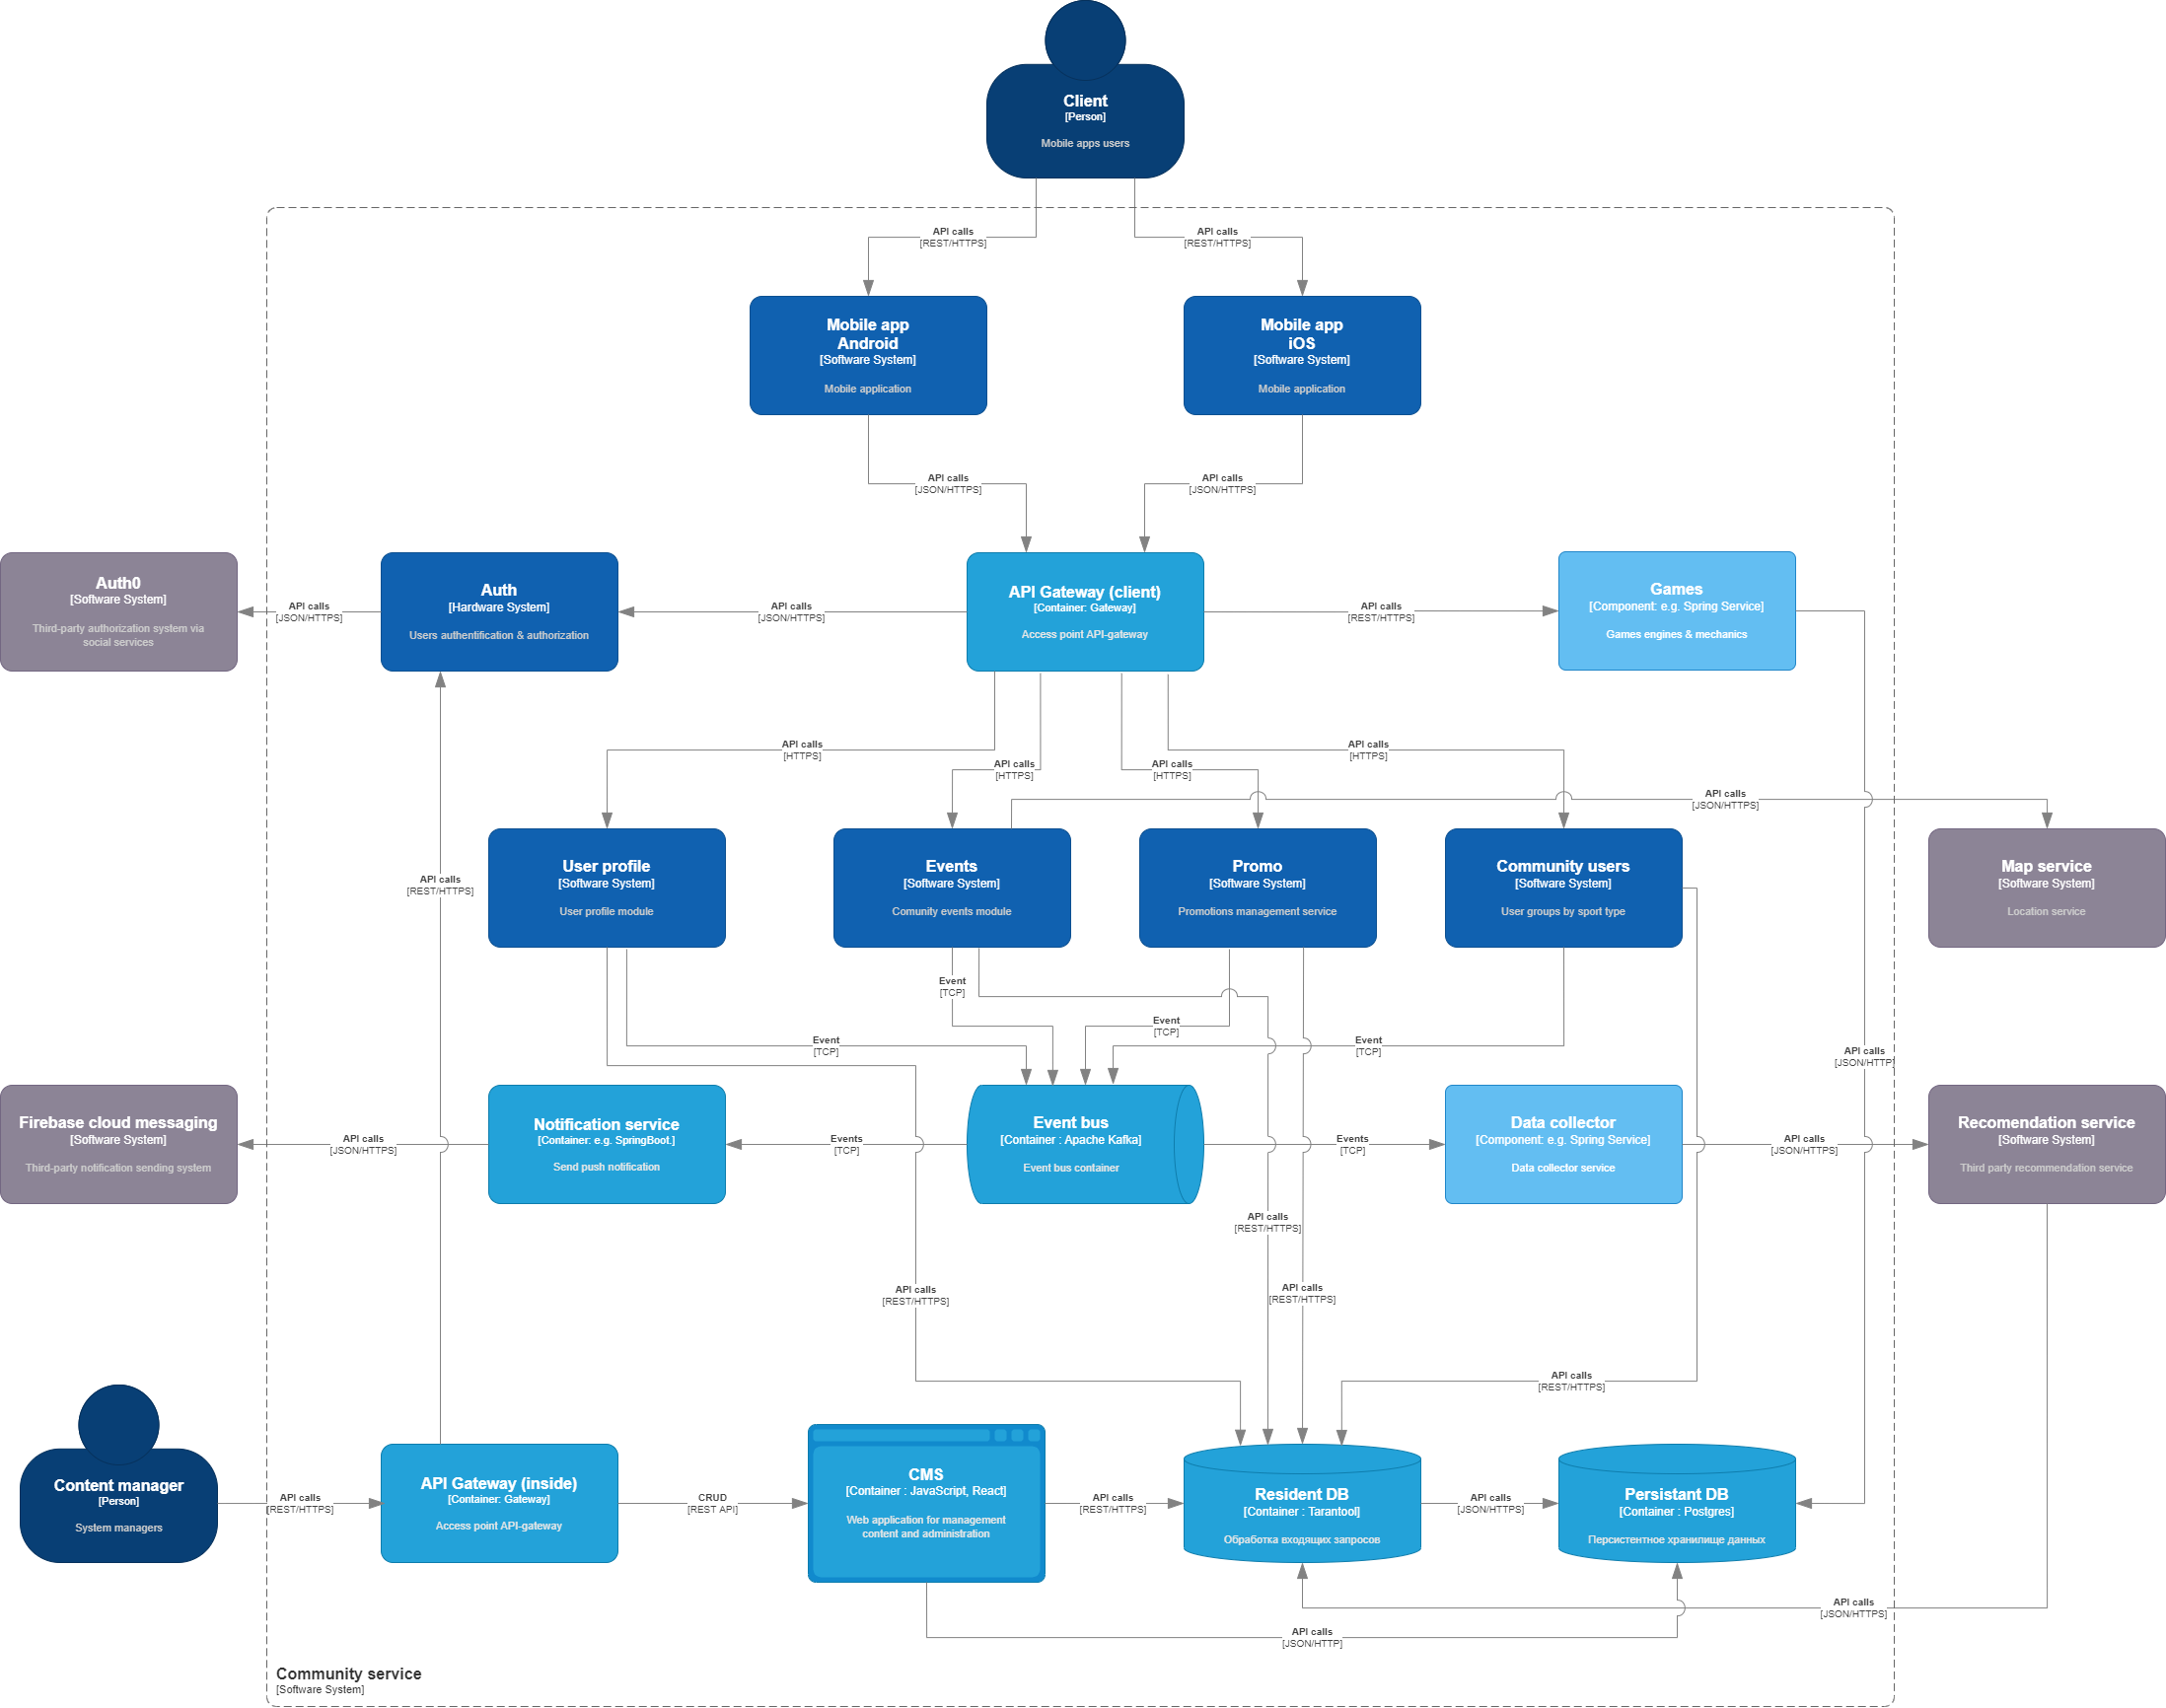 Client
[Person]
Mobile apps users
API calls
[REST/HTTPS]
API calls
[REST/HTTPS]
Mobile app
Android
[Software System]
Mobile application
Mobile app
iOS
[Software System]
Mobile application
API calls
[JSON/HTTPS]
API calls
[JSON/HTTPS]
Auth0
[Software System]
Third-party authorization system via
social services
API calls
[JSON/HTTPS]
Auth
[Hardware System]
Users authentification & authorization
API calls
[JSON/HTTPS]
API Gateway (client)
[Container: Gateway]
Access point API-gateway
API calls
[REST/HTTPS]
Games
[Component: e.g. Spring Service]
Games engines & mechanics
API calls
[HTTPS]
API calls
[HTTPS]
API calls
[HTTPS]
API calls
[HTTPS]
API calls
[JSON/HTTPS]
API calls
[REST/HTTPS]
User profile
[Software System]
User profile module
Events
[Software System]
Comunity events module
Promo
[Software System]
Promotions management service
Community users
[Software System]
User groups by sport type
Map service
[Software System]
Location service
Event
[TCP]
Event
[TCP]
Event
[TCP]
Event
[TCP]
API calls
[JSON/HTTP]
Firebase cloud messaging
[Software System]
Third-party notification sending system
API calls
[JSON/HTTPS]
Notification service
[Container: e.g. SpringBoot.]
Send push notification
Events
[TCP]
Event bus
[Container : Apache Kafka]
Event bus container
Events
[TCP]
Data collector
[Component: e.g. Spring Service]
Data collector service
API calls
[JSON/HTTPS]
Recomendation service
[Software System]
Third party recommendation service
API calls
[REST/HTTPS]
API calls
[REST/HTTPS]
API calls
[REST/HTTPS]
API calls
[REST/HTTPS]
Content manager
[Person]
System managers
API calls
[REST/HTTPS]
API Gateway (inside)
[Container: Gateway]
Access point API-gateway
CRUD
[REST API]
CMS
[Container : JavaScript, React]
Web application for management
content and administration
API calls
[REST/HTTPS]
Resident DB
[Container : Tarantool]
Обработка входящих запросов
API calls
[JSON/HTTPS]
Persistant DB
[Container : Postgres]
Персистентное хранилище данных
API calls
[JSON/HTTPS]
API calls
[JSON/HTTP]
Community service
[Software System]